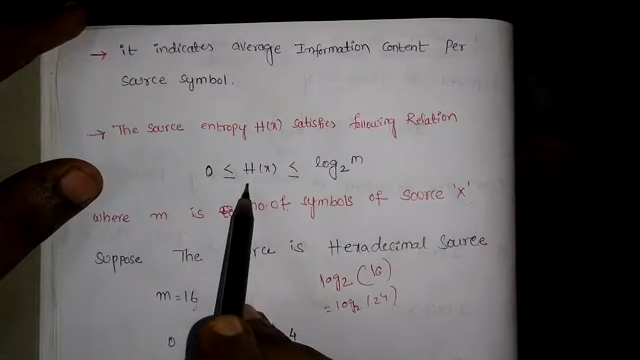 → it indicates average Information content Per
source symbol.
→ The source entropy H(x) satisfies following Relation
0 ≤ H(x) ≤ log₂ m
where m is no. of symbols of source 'x'
suppose The is Hexadecimal source
log₂ (16)
m=16
= log₂ (24)
0 4